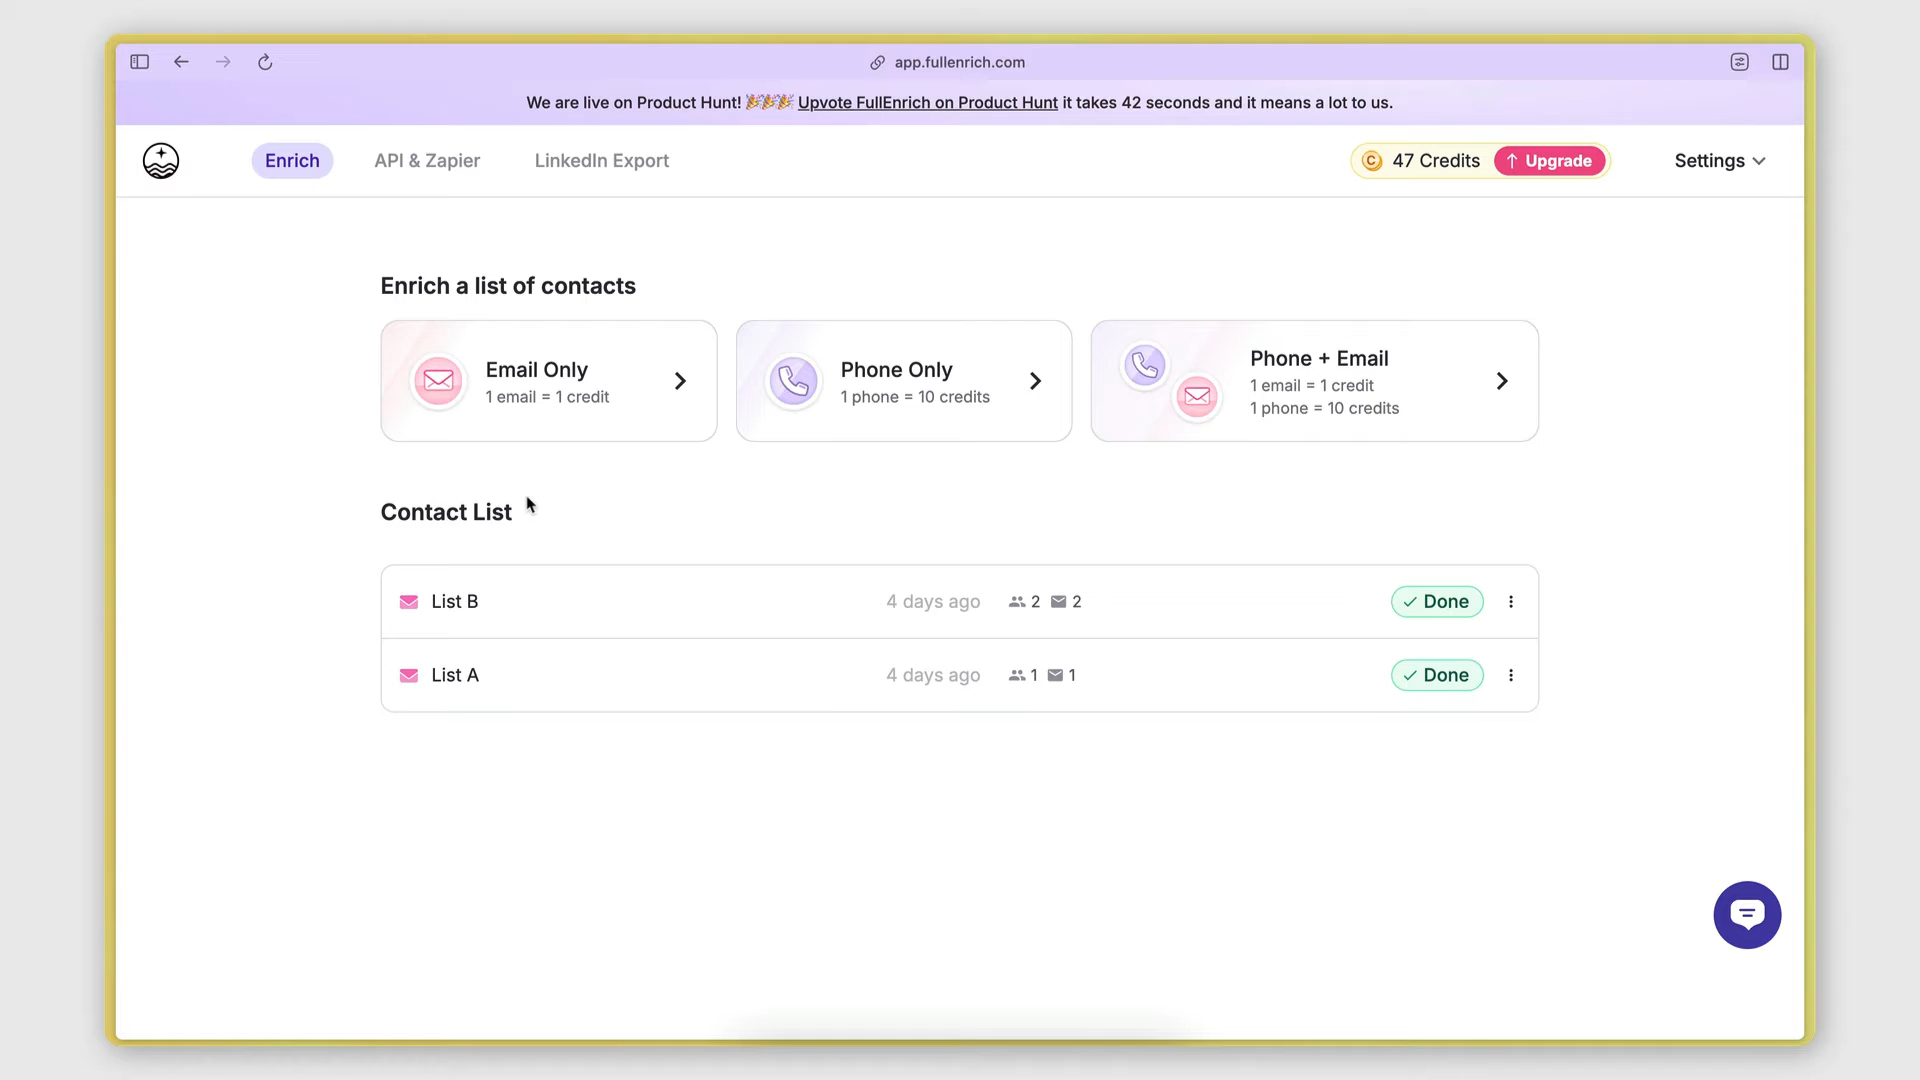 app.fullenrich.com
We are live on Product Hunt! 🎉🎉🎉 Upvote FullEnrich on Product Hunt it takes 42 seconds and it means a lot to us.
Enrich
API & Zapier
LinkedIn Export
C 47 Credits
Upgrade
Settings
Enrich a list of contacts
Email Only
1 email = 1 credit
Phone Only
1 phone = 10 credits
Phone + Email
1 email = 1 credit
1 phone = 10 credits
Contact List
List B 4 days ago 2 2 Done
List A 4 days ago 1 1 Done